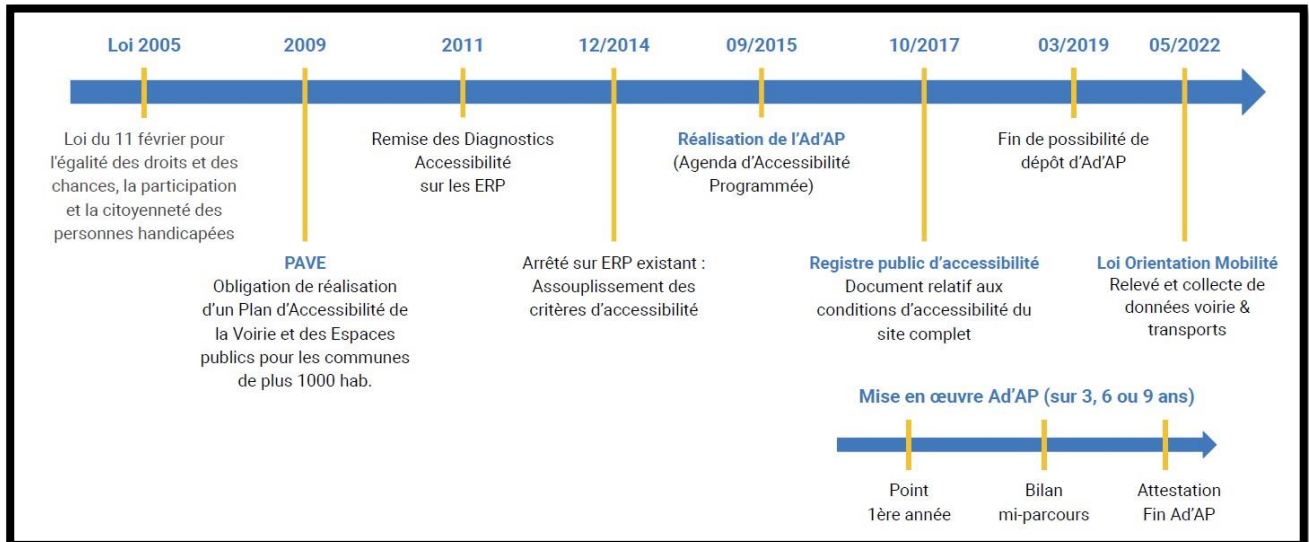 Loi 2005
2009
2011
12/2014
09/2015
10/2017
03/2019
05/2022
Loi du 11 février pour
l'égalité des droits et des
chances, la participation
et la citoyenneté des
personnes handicapées
PAVE
Obligation de réalisation
d'un Plan d'Accessibilité de
la Voirie et des Espaces
publics pour les communes
de plus 1000 hab.
Remise des Diagnostics
Accessibilité
sur les ERP
Arrêté sur ERP existant :
Assouplissement des
critères d'accessibilité
Réalisation de l'Ad'AP
(Agenda d'Accessibilité
Programmée)
Registre public d'accessibilité
Document relatif aux
conditions d'accessibilité du
site complet
Fin de possibilité de
dépôt d'Ad'AP
Loi Orientation Mobilité
Relevé et collecte de
données voirie &
transports
Mise en œuvre Ad'AP (sur 3, 6 ou 9 ans)
Point
1ère année
Bilan
mi-parcours
Attestation
Fin Ad'AP